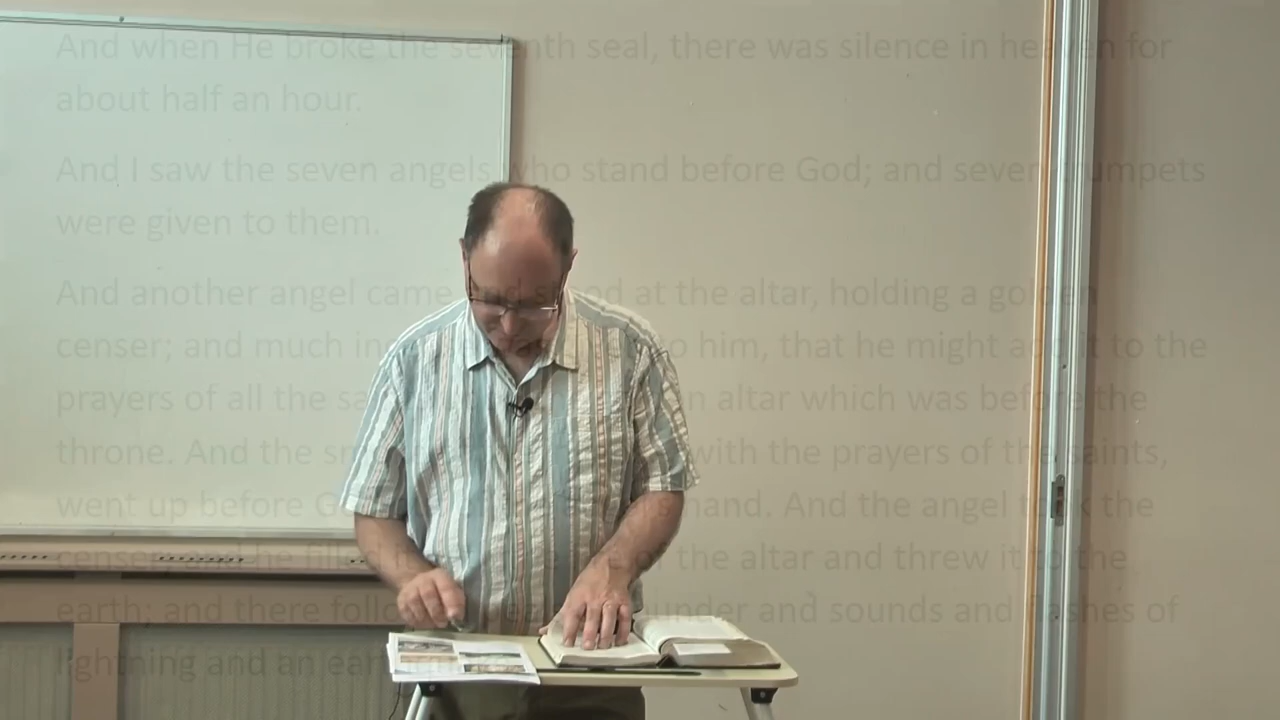 And when He broke the seventh seal, there was silence in heaven for
about half an hour.
And I saw the seven angels who stand before God; and seven trumpets
were given to them.
And another angel came and stood at the altar, holding a golden
censer; and much to him, that he might add it to the
prayers of all the altar which was before the
throne. And the with the prayers of the saints,
went up before hand. And the angel took the
censer; he filled of the altar and threw it to the
earth; and there thunder and sounds and flashes of
lightning and an